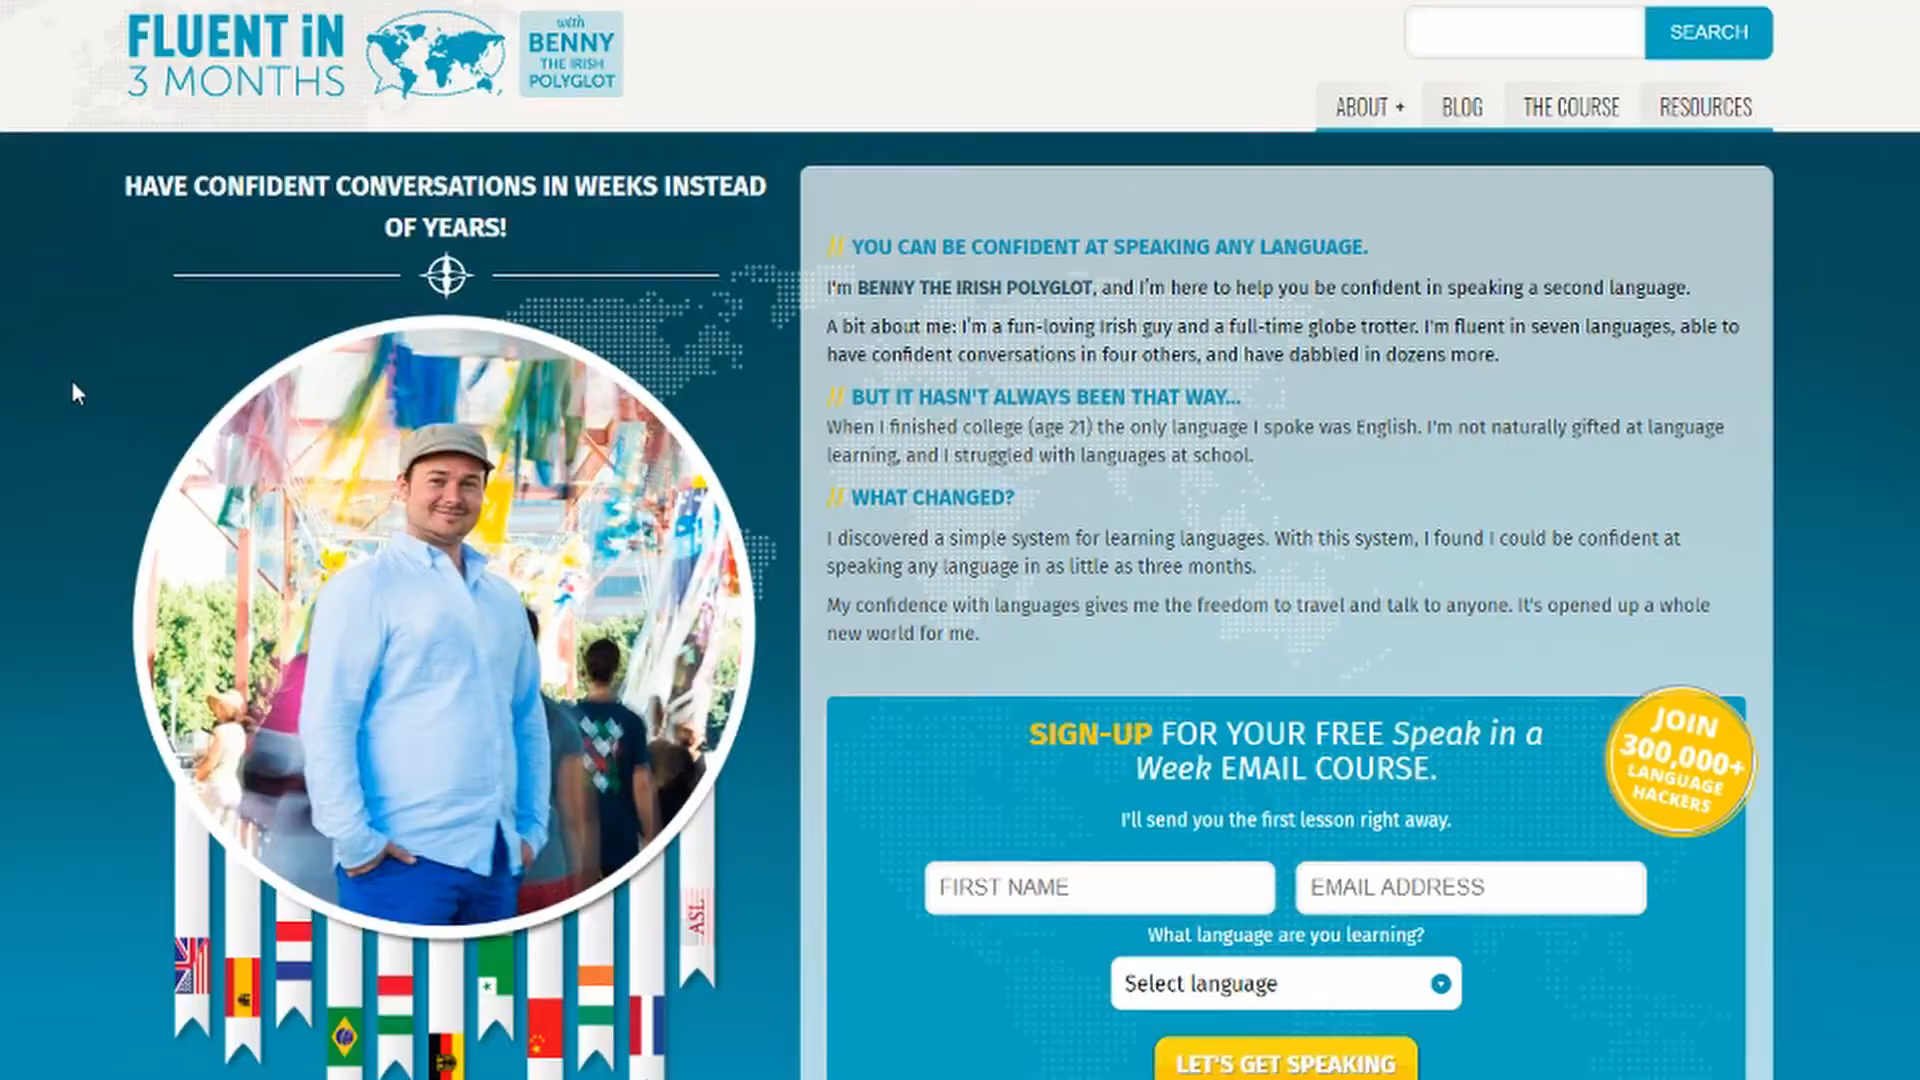 FLUENT iN
3 MONTHS
with
BENNY
THE IRISH
POLYGLOT
SEARCH
ABOUT +
BLOG
THE COURSE
RESOURCES
HAVE CONFIDENT CONVERSATIONS IN WEEKS INSTEAD
OF YEARS!
// YOU CAN BE CONFIDENT AT SPEAKING ANY LANGUAGE.
I'm BENNY THE IRISH POLYGLOT, and I'm here to help you be confident in speaking a second language.
A bit about me: I'm a fun-loving Irish guy and a full-time globe trotter. I'm fluent in seven languages, able to
have confident conversations in four others, and have dabbled in dozens more.
// BUT IT HASN'T ALWAYS BEEN THAT WAY...
When I finished college (age 21) the only language I spoke was English. I'm not naturally gifted at language
learning, and I struggled with languages at school.
// WHAT CHANGED?
I discovered a simple system for learning languages. With this system, I found I could be confident at
speaking any language in as little as three months.
My confidence with languages gives me the freedom to travel and talk to anyone. It's opened up a whole
new world for me.
SIGN-UP FOR YOUR FREE Speak in a
Week EMAIL COURSE.
JOIN
300,000+
LANGUAGE
HACKERS
I'll send you the first lesson right away.
FIRST NAME
EMAIL ADDRESS
What language are you learning?
Select language
LET'S GET SPEAKING
ASL